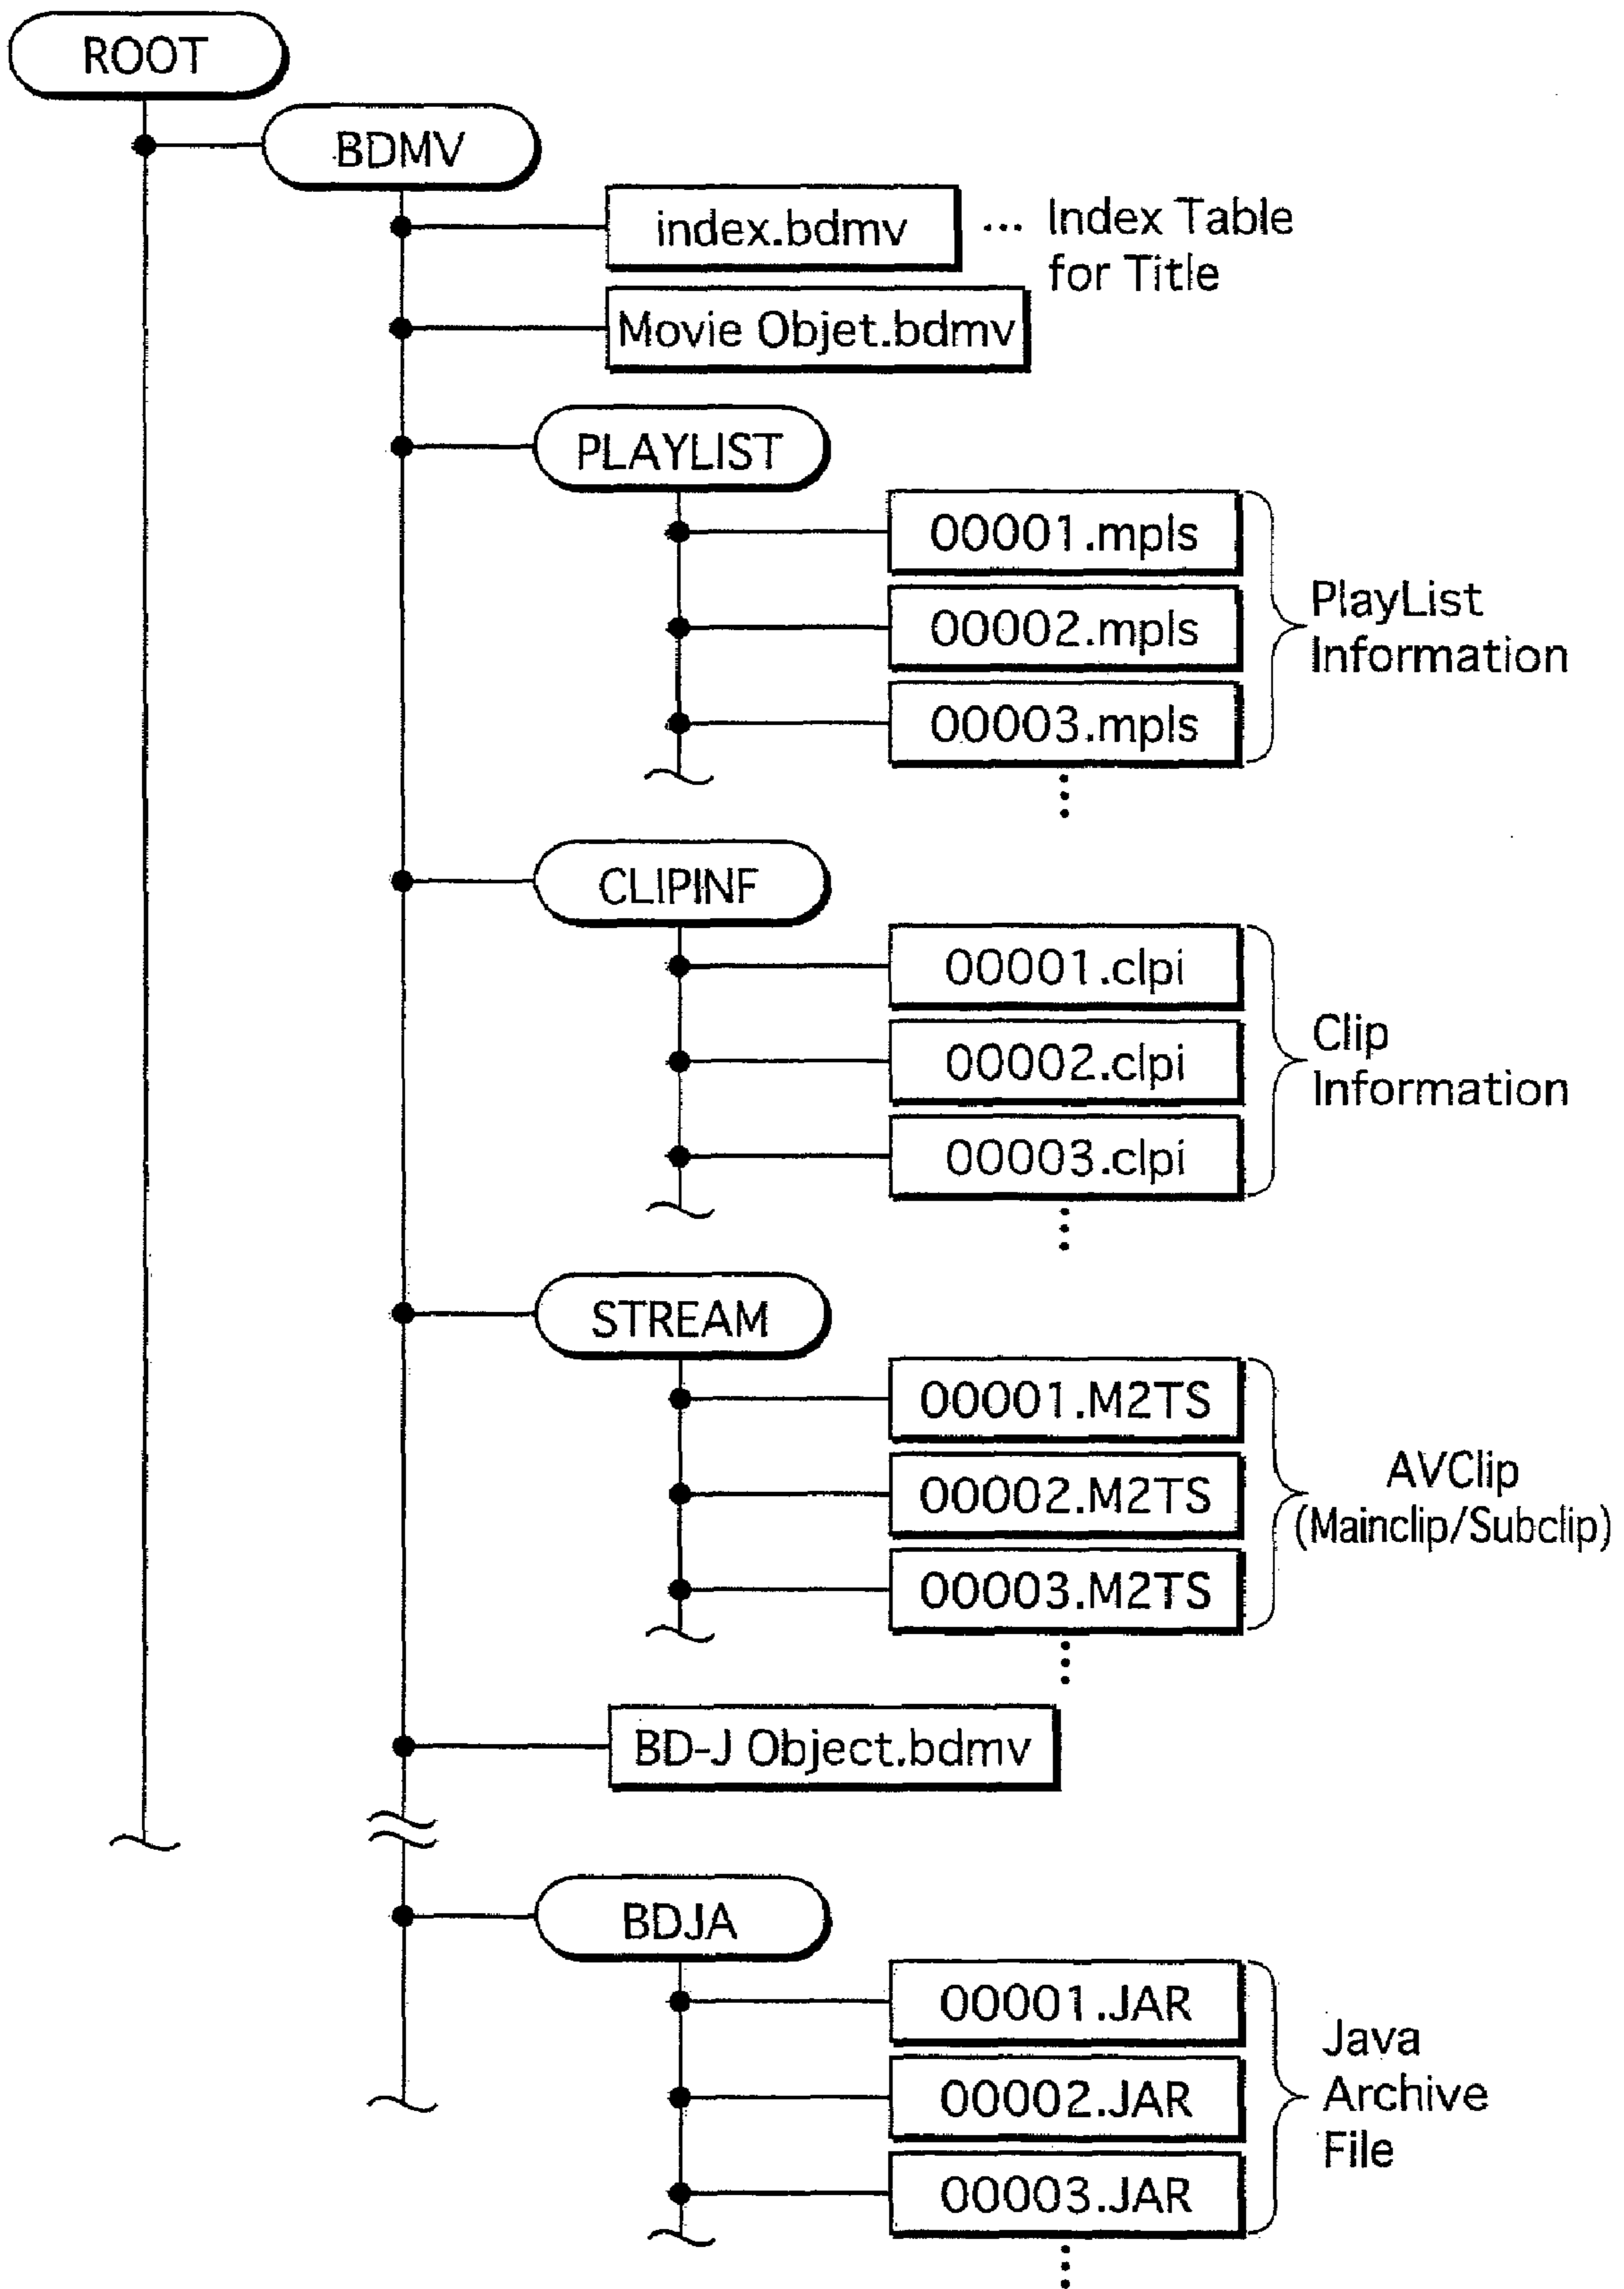 ROOT
BDMV
index.bdmv
... Index Table
for Title
Movie Objet.bdmv
PLAYLIST
00001.mpls
00002.mpls
00003.mpls
PlayList
Information
CLIPINF
00001.clpi
00002.clpi
00003.clpi
Clip
Information
STREAM
00001.M2TS
00002.M2TS
00003.M2TS
AVClip
(Mainclip/Subclip)
BD-J Object.bdmv
BDJA
00001.JAR
00002.JAR
00003.JAR
Java
Archive
File